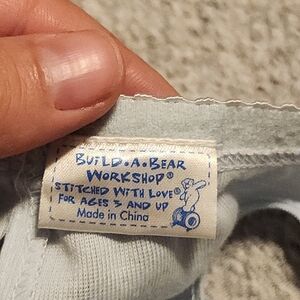 BUILD•A•BEAR
WORKSHOP®
STITCHED WITH LOVE®
FOR AGES 3 AND UP
Made in China